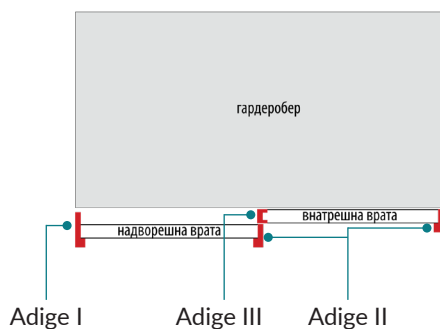 гардеробер
внатрешна врата
надворешна врата
Adige I
Adige III
Adige II